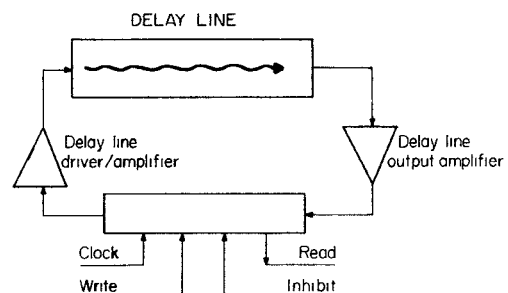 DELAY LINE
Delay line
driver/amplifier
Delay line
output amplifier
Clock
Read
Write
Inhibit